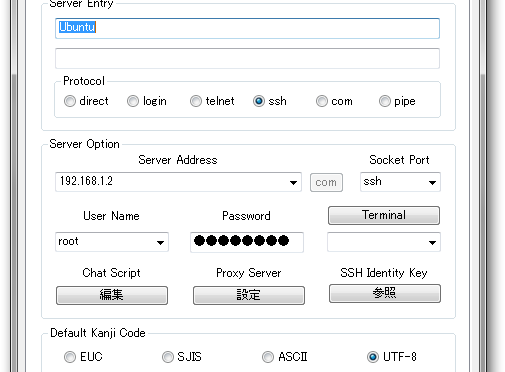 Server Entry
Ubuntu
Protocol
direct login telnet ssh com pipe
Server Option
Server Address Socket Port
192.168.1.2 com ssh
User Name Password Terminal
root ●●●●●●●●
Chat Script Proxy Server SSH Identity Key
編集 設定 参照
Default Kanji Code
EUC SJIS ASCII UTF-8